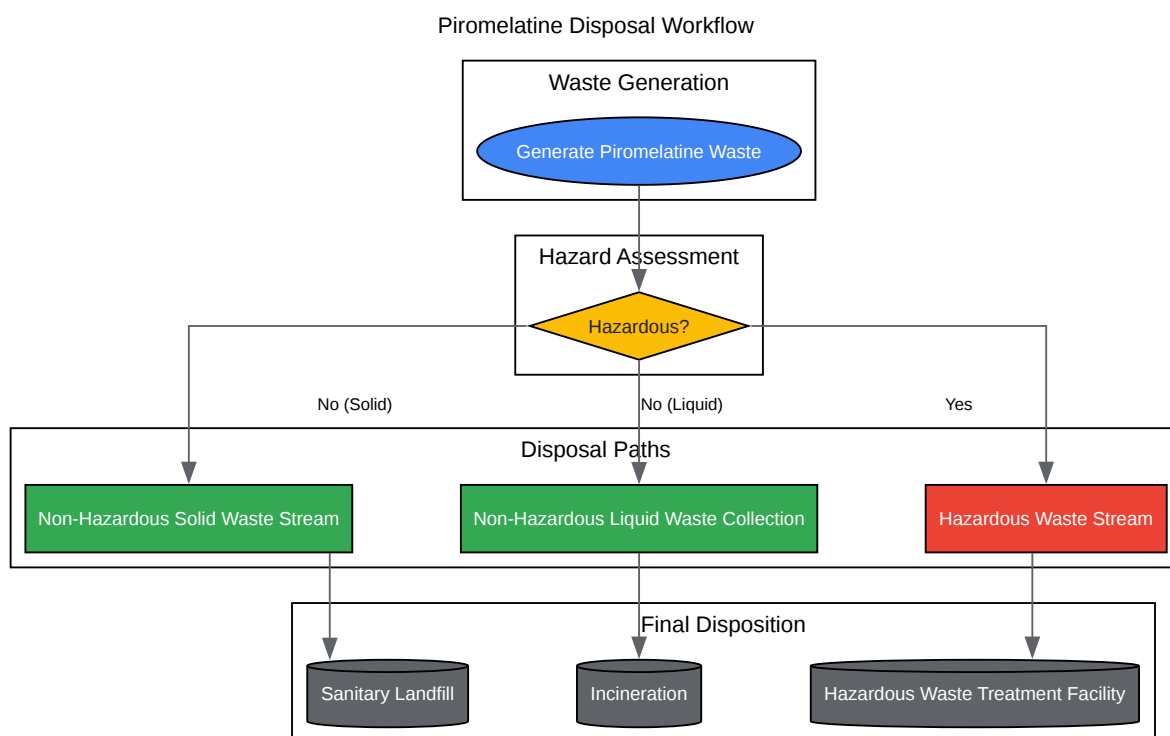 Piromelatine Disposal Workflow
Waste Generation
Generate Piromelatine Waste
Hazard Assessment
Hazardous?
No (Solid)
No (Liquid)
Yes
Disposal Paths
Non-Hazardous Solid Waste Stream
Non-Hazardous Liquid Waste Collection
Hazardous Waste Stream
Final Disposition
Sanitary Landfill
Incineration
Hazardous Waste Treatment Facility